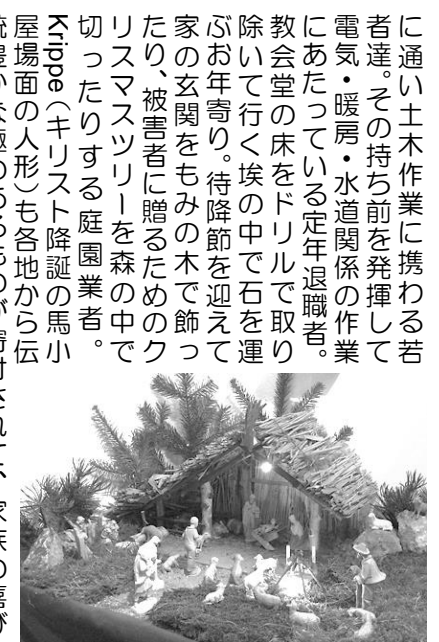 に通い土木作業に携わる若
者達。その持ち前を発揮して
電気・暖房・水道関係の作業
にあたっている定年退職者。
教会堂の床をドリルで取り
除いて行く埃の中で石を運
ぶお年寄り。待降節を迎えて
家の玄関をもみの木で飾っ
たり、被害者に贈るためのク
リスマスツリーを森の中で
切ったりする庭園業者。
Krippe（キリスト降誕の馬小
屋場面の人形）も各地から伝